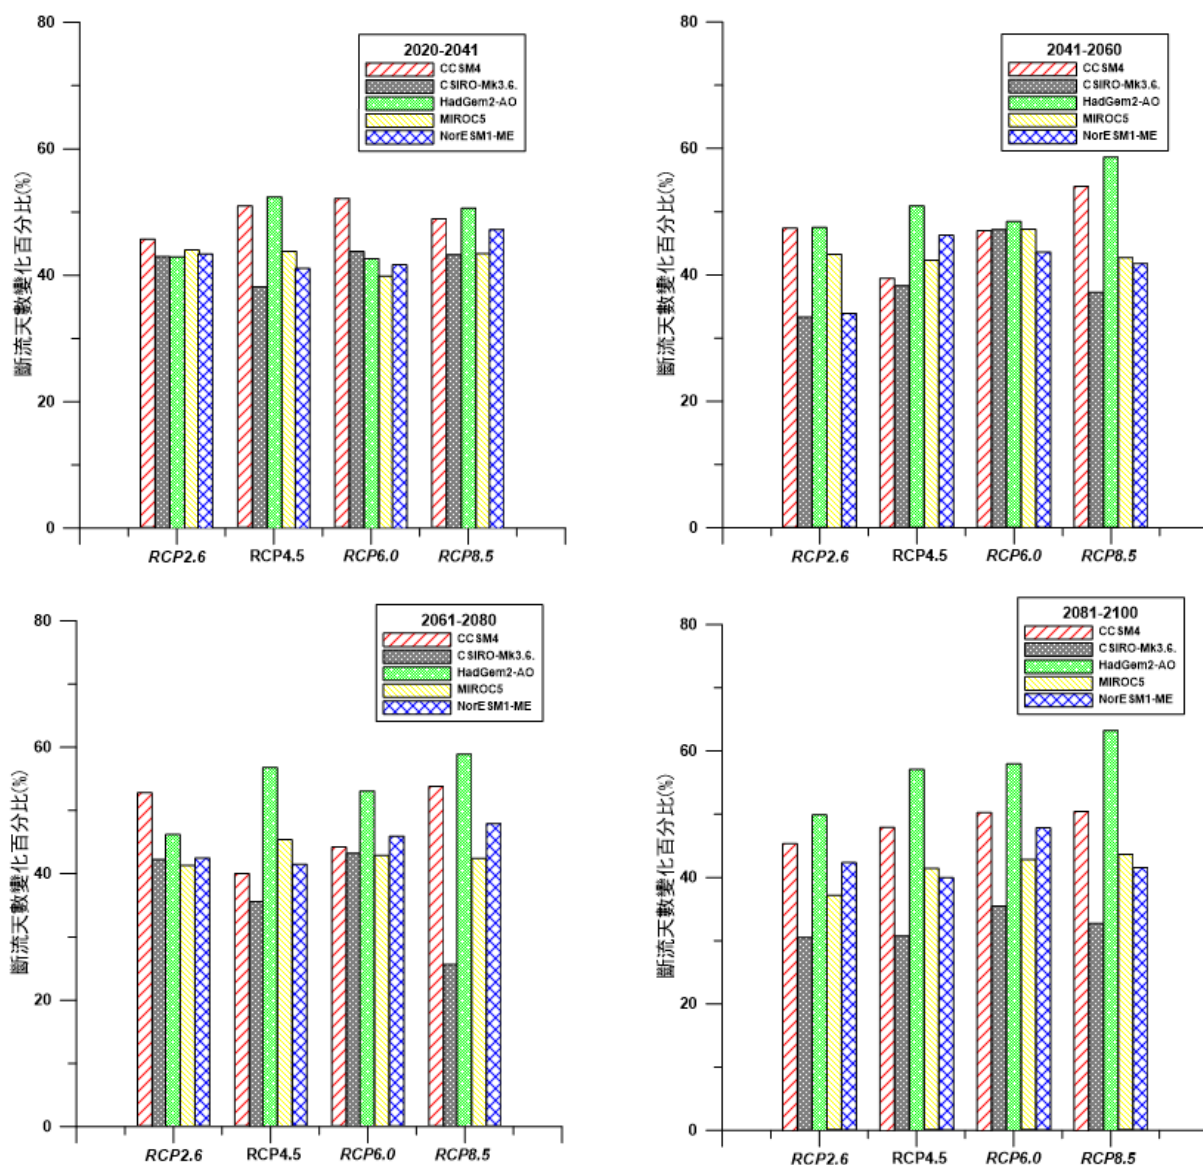 80
60
40
20
0
斷流天數變化百分比(%)
2020-2041
CCSM4
CSIRO-Mk3.6.
HadGem2-AO
MIROC5
NorESM1-ME
RCP2.6 RCP4.5 RCP6.0 RCP8.5
80
60
40
20
0
斷流天數變化百分比(%)
2041-2060
CCSM4
CSIRO-Mk3.6.
HadGem2-AO
MIROC5
NorESM1-ME
RCP2.6 RCP4.5 RCP6.0 RCP8.5
80
60
40
20
0
斷流天數變化百分比(%)
2061-2080
CCSM4
CSIRO-Mk3.6.
HadGem2-AO
MIROC5
NorESM1-ME
RCP2.6 RCP4.5 RCP6.0 RCP8.5
80
60
40
20
0
斷流天數變化百分比(%)
2081-2100
CCSM4
CSIRO-Mk3.6.
HadGem2-AO
MIROC5
NorESM1-ME
RCP2.6 RCP4.5 RCP6.0 RCP8.5